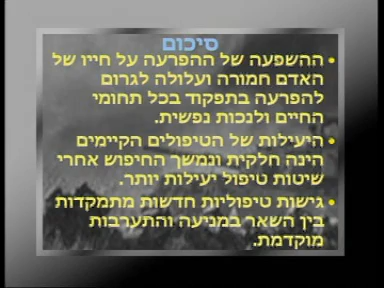 סיכום
• ההשפעה של ההפרעה על חייו של
האדם חמורה ועלולה לגרום
להפרעה בתפקוד בכל תחומי
החיים ולנכות נפשית.
• היעילות של הטיפולים הקיימים
הינה חלקית ונמשך החיפוש אחרי
שיטות טיפול יעילות יותר.
• גישות טיפוליות חדשות מתמקדות
בין השאר במניעה והתערבות
מוקדמת.